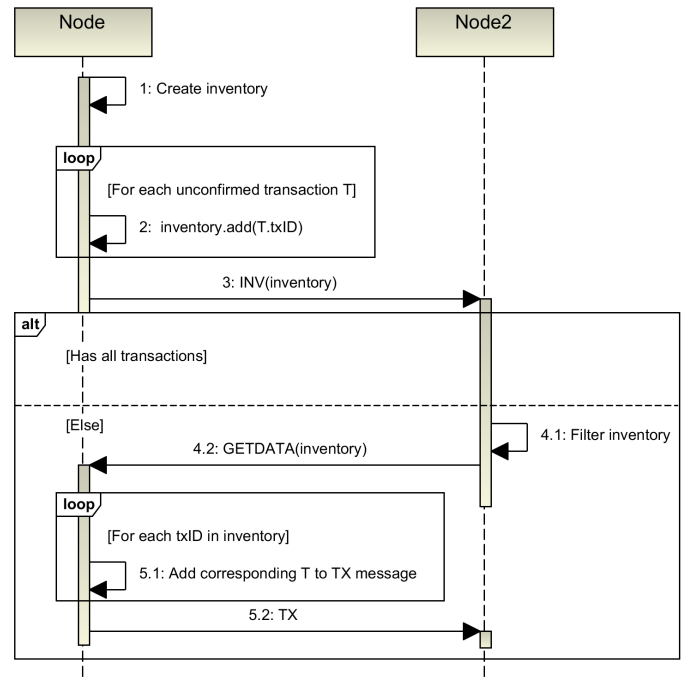 Node
Node2
1: Create inventory
loop
[For each unconfirmed transaction T]
2:  inventory.add(T.txID)
3: INV(inventory)
alt
[Has all transactions]
[Else]
4.1: Filter inventory
4.2: GETDATA(inventory)
loop
[For each txID in inventory]
5.1: Add corresponding T to TX message
5.2: TX